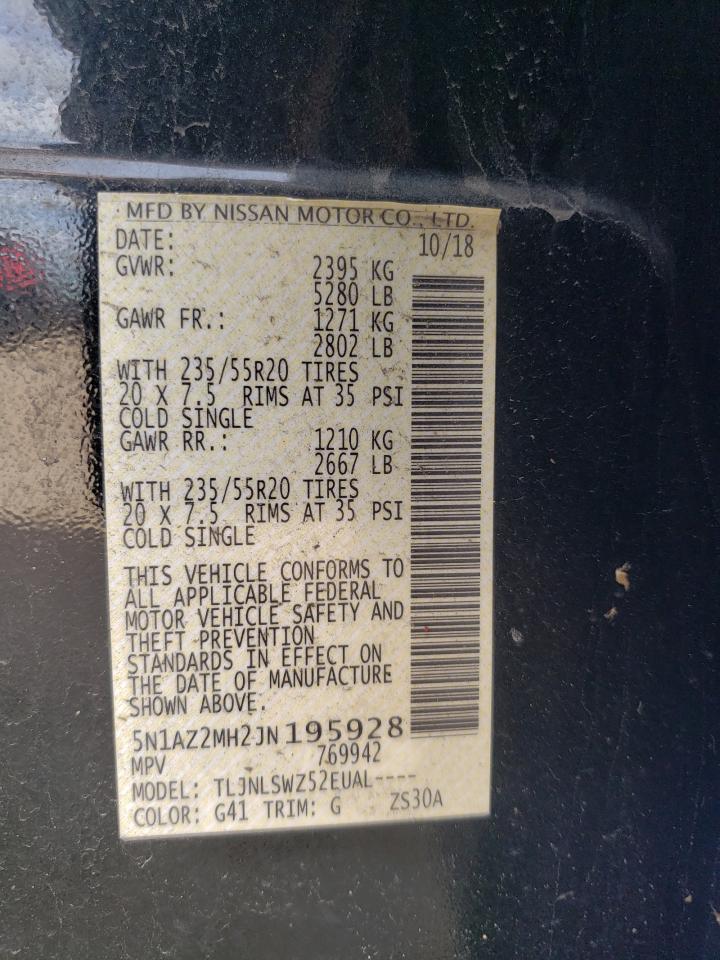 MFD BY NISSAN MOTOR CO., LTD.
DATE: 10/18
GVWR: 2395 KG
5280 LB
GAWR FR.: 1271 KG
2802 LB
WITH 235/55R20 TIRES
20 X 7.5 RIMS AT 35 PSI
COLD SINGLE
GAWR RR.: 1210 KG
2667 LB
WITH 235/55R20 TIRES
20 X 7.5 RIMS AT 35 PSI
COLD SINGLE
THIS VEHICLE CONFORMS TO
ALL APPLICABLE FEDERAL
MOTOR VEHICLE SAFETY AND
THEFT PREVENTION
STANDARDS IN EFFECT ON
THE DATE OF MANUFACTURE
SHOWN ABOVE.
5N1AZ2MH2JN195928
MPV 769942
MODEL: TLJNLSWZ52EUAL----
COLOR: G41 TRIM: G ZS30A